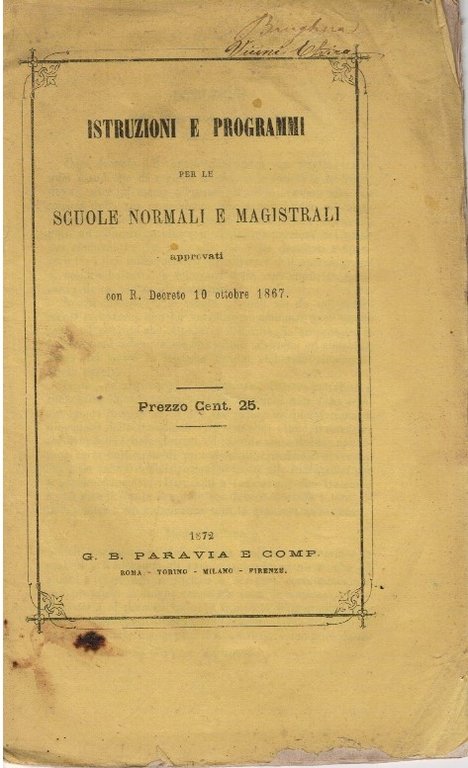 ISTRUZIONI E PROGRAMMI
PER LE
SCUOLE NORMALI E MAGISTRALI
approvati
con R. Decreto 10 ottobre 1867.
Prezzo Cent. 25.
1872
G. B. PARAVIA E COMP.
ROMA - TORINO - MILANO - FIRENZE.